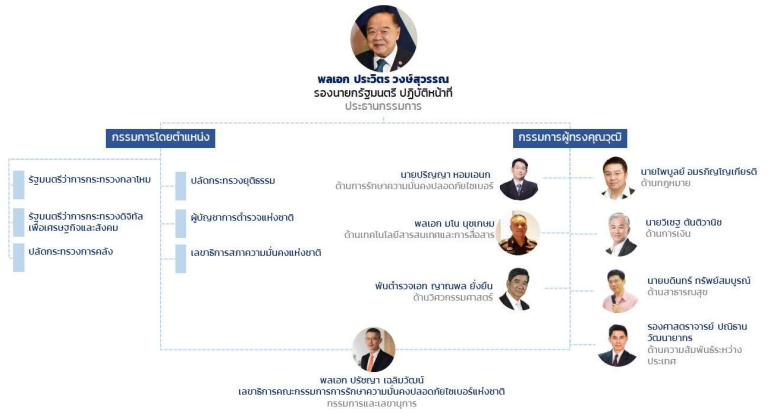 พลเอก ประวิตร วงษ์สุวรรณ
รองนายกรัฐมนตรี ปฏิบัติหน้าที่
ประธานกรรมการ
กรรมการโดยตำแหน่ง
รัฐมนตรีว่าการกระทรวงกลาโหม
รัฐมนตรีว่าการกระทรวงดิจิทัล
เพื่อเศรษฐกิจและสังคม
ปลัดกระทรวงการคลัง
ปลัดกระทรวงยุติธรรม
ผู้บัญชาการตำรวจแห่งชาติ
เลขาธิการสภาความมั่นคงแห่งชาติ
กรรมการผู้ทรงคุณวุฒิ
นายปริญญา หอมเอนก
ด้านการรักษาความมั่นคงปลอดภัยไซเบอร์
พลเอก มโน นุชเกษม
ด้านเทคโนโลยีสารสนเทศและการสื่อสาร
พันตำรวจเอก ญาณพล ยั่งยืน
ด้านวิศวกรรมศาสตร์
นายไพบูลย์ อมรภิญโญเกียรติ
ด้านกฎหมาย
นายวิเชฐ ตันติวานิช
ด้านการเงิน
นายบดินทร์ ทรัพย์สมบูรณ์
ด้านสาธารณสุข
รองศาสตราจารย์ ปณิธาน
วัฒนายากร
ด้านความสัมพันธ์ระหว่าง
ประเทศ
พลเอก ปรัชญา เฉลิมวัฒน์
เลขาธิการคณะกรรมการการรักษาความมั่นคงปลอดภัยไซเบอร์แห่งชาติ
กรรมการและเลขานุการ